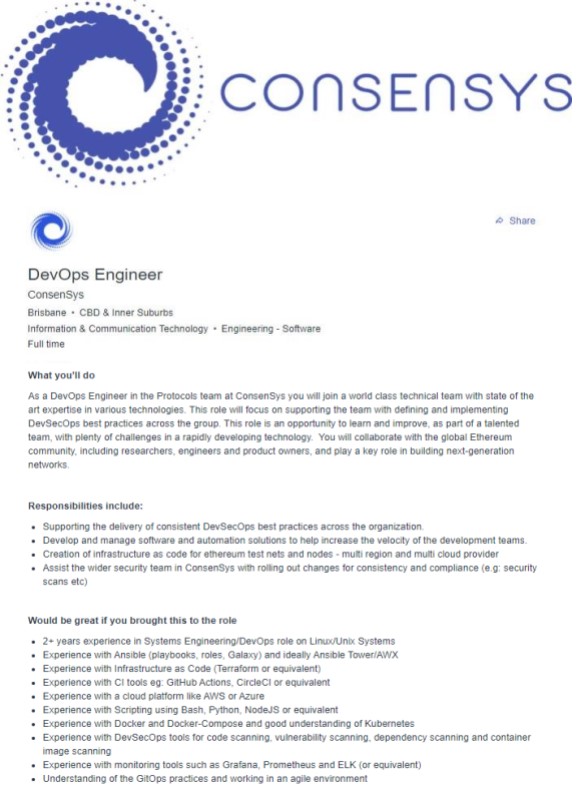 CONSENSYS
Share
DevOps Engineer
ConsenSys
Brisbane • CBD & Inner Suburbs
Information & Communication Technology • Engineering - Software
Full time
What you'll do
As a DevOps Engineer in the Protocols team at ConsenSys you will join a world class technical team with state of the
art expertise in various technologies. This role will focus on supporting the team with defining and implementing
DevSecOps best practices across the group. This role is an opportunity to learn and improve, as part of a talented
team, with plenty of challenges in a rapidly developing technology. You will collaborate with the global Ethereum
community, including researchers, engineers and product owners, and play a key role in building next-generation
networks.
Responsibilities include:
• Supporting the delivery of consistent DevSecOps best practices across the organization.
• Develop and manage software and automation solutions to help increase the velocity of the development teams.
• Creation of infrastructure as code for ethereum test nets and nodes - multi region and multi cloud provider
• Assist the wider security team in ConsenSys with rolling out changes for consistency and compliance (e.g: security
scans etc)
Would be great if you brought this to the role
• 2+ years experience in Systems Engineering/DevOps role on Linux/Unix Systems
• Experience with Ansible (playbooks, roles, Galaxy) and ideally Ansible Tower/AWX
• Experience with Infrastructure as Code (Terraform or equivalent)
• Experience with CI tools eg: GitHub Actions, CircleCI or equivalent
• Experience with a cloud platform like AWS or Azure
• Experience with Scripting using Bash, Python, NodeJS or equivalent
• Experience with Docker and Docker-Compose and good understanding of Kubernetes
• Experience with DevSecOps tools for code scanning, vulnerability scanning, dependency scanning and container
image scanning
• Experience with monitoring tools such as Grafana, Prometheus and ELK (or equivalent)
• Understanding of the GitOps practices and working in an agile environment